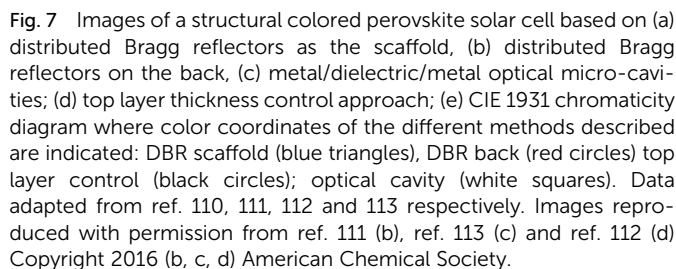 Fig. 7 Images of a structural colored perovskite solar cell based on (a)
distributed Bragg reflectors as the scaffold, (b) distributed Bragg
reflectors on the back, (c) metal/dielectric/metal optical micro-cavi-
ties; (d) top layer thickness control approach; (e) CIE 1931 chromaticity
diagram where color coordinates of the different methods described
are indicated: DBR scaffold (blue triangles), DBR back (red circles) top
layer control (black circles); optical cavity (white squares). Data
adapted from ref. 110, 111, 112 and 113 respectively. Images repro-
duced with permission from ref. 111 (b), ref. 113 (c) and ref. 112 (d)
Copyright 2016 (b, c, d) American Chemical Society.